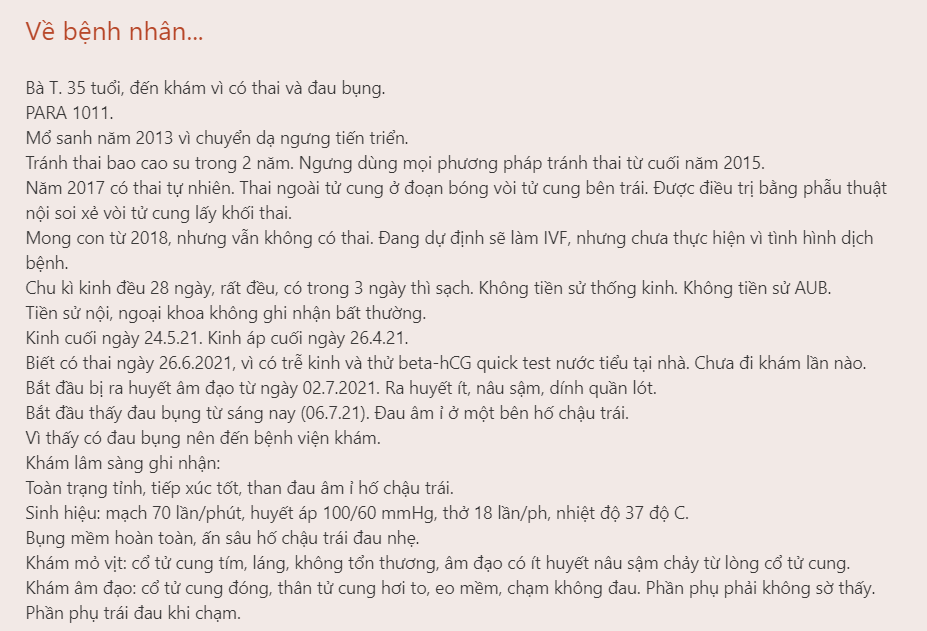 Về bệnh nhân...
Bà T. 35 tuổi, đến khám vì có thai và đau bụng.
PARA 1011.
Mổ sanh năm 2013 vì chuyển dạ ngưng tiến triển.
Tránh thai bao cao su trong 2 năm. Ngưng dùng mọi phương pháp tránh thai từ cuối năm 2015.
Năm 2017 có thai tự nhiên. Thai ngoài tử cung ở đoạn bóng vòi tử cung bên trái. Được điều trị bằng phẫu thuật
nội soi xẻ vòi tử cung lấy khối thai.
Mong con từ 2018, nhưng vẫn không có thai. Đang dự định sẽ làm IVF, nhưng chưa thực hiện vì tình hình dịch
bệnh.
Chu kì kinh đều 28 ngày, rất đều, có trong 3 ngày thì sạch. Không tiền sử thống kinh. Không tiền sử AUB.
Tiền sử nội, ngoại khoa không ghi nhận bất thường.
Kinh cuối ngày 24.5.21. Kinh áp cuối ngày 26.4.21.
Biết có thai ngày 26.6.2021, vì có trễ kinh và thử beta-hCG quick test nước tiểu tại nhà. Chưa đi khám lần nào.
Bắt đầu bị ra huyết âm đạo từ ngày 02.7.2021. Ra huyết ít, nâu sậm, dính quần lót.
Bắt đầu thấy đau bụng từ sáng nay (06.7.21). Đau âm ỉ ở một bên hố chậu trái.
Vì thấy có đau bụng nên đến bệnh viện khám.
Khám lâm sàng ghi nhận:
Toàn trạng tỉnh, tiếp xúc tốt, than đau âm ỉ hố chậu trái.
Sinh hiệu: mạch 70 lần/phút, huyết áp 100/60 mmHg, thở 18 lần/ph, nhiệt độ 37 độ C.
Bụng mềm hoàn toàn, ấn sâu hố chậu trái đau nhẹ.
Khám mỏ vịt: cổ tử cung tím, láng, không tổn thương, âm đạo có ít huyết nâu sậm chảy từ lòng cổ tử cung.
Khám âm đạo: cổ tử cung đóng, thân tử cung hơi to, eo mềm, chạm không đau. Phần phụ phải không sờ thấy.
Phần phụ trái đau khi chạm.